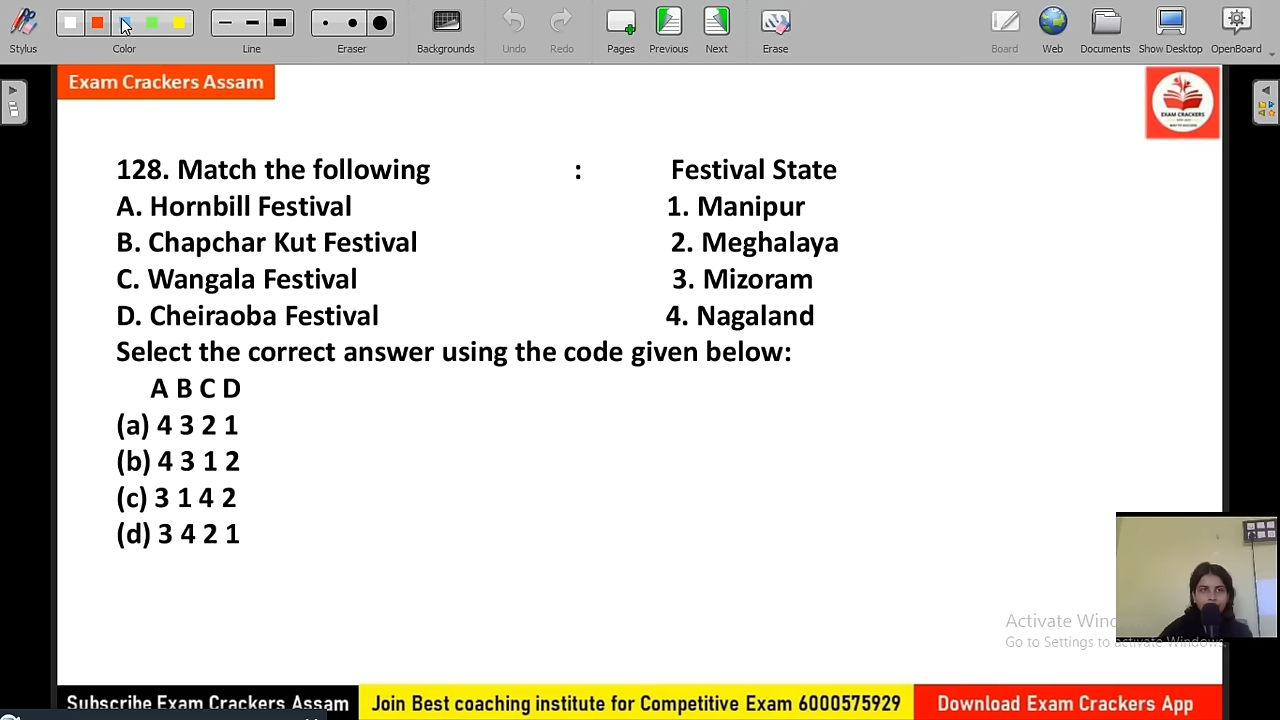 Stylus Color Line Eraser Backgrounds Undo Redo Pages Previous Next Erase Board Web Documents Show Desktop OpenBoard
Exam Crackers Assam
EXAM CRACKERS
128. Match the following : Festival State
A. Hornbill Festival 1. Manipur
B. Chapchar Kut Festival 2. Meghalaya
C. Wangala Festival 3. Mizoram
D. Cheiraoba Festival 4. Nagaland
Select the correct answer using the code given below:
A B C D
(a) 4 3 2 1
(b) 4 3 1 2
(c) 3 1 4 2
(d) 3 4 2 1
Activate Wind
Go to Settings to activate Windows.
Subscribe Exam Crackers Assam Join Best coaching institute for Competitive Exam 6000575929 Download Exam Crackers App